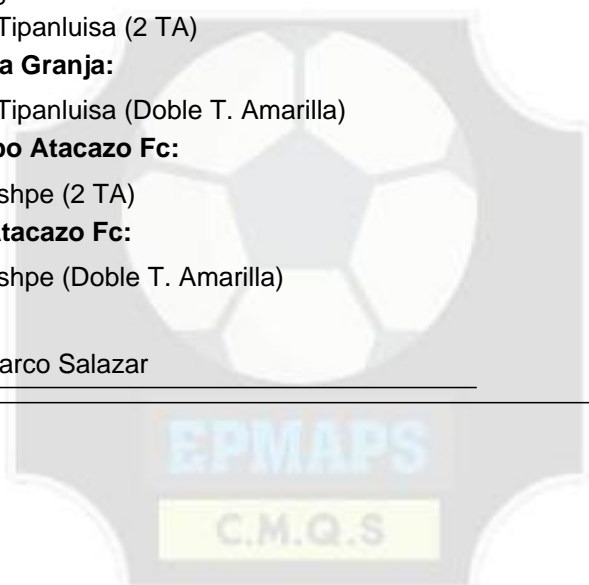 Tipanluisa (2 TA)
a Granja:
Tipanluisa (Doble T. Amarilla)
po Atacazo Fc:
shpe (2 TA)
tacazo Fc:
shpe (Doble T. Amarilla)
arco Salazar
EPMAPS
C.M.Q.S